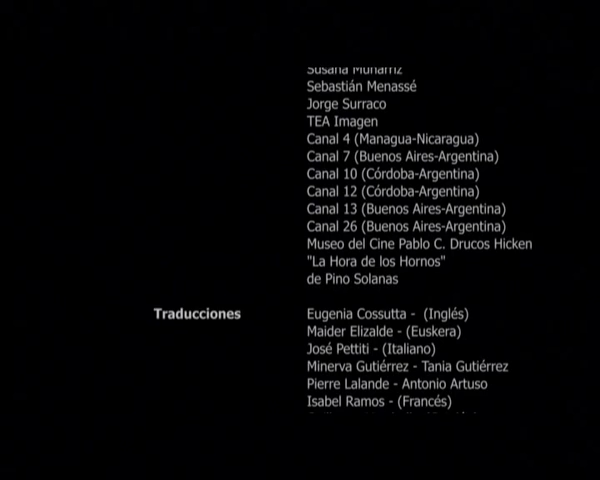 Susana Munarriz
Sebastián Menassé
Jorge Surraco
TEA Imagen
Canal 4 (Managua-Nicaragua)
Canal 7 (Buenos Aires-Argentina)
Canal 10 (Córdoba-Argentina)
Canal 12 (Córdoba-Argentina)
Canal 13 (Buenos Aires-Argentina)
Canal 26 (Buenos Aires-Argentina)
Museo del Cine Pablo C. Drucos Hicken
"La Hora de los Hornos"
de Pino Solanas
Traducciones Eugenia Cossutta - (Inglés)
Maider Elizalde - (Euskera)
José Pettiti - (Italiano)
Minerva Gutiérrez - Tania Gutiérrez
Pierre Lalande - Antonio Artuso
Isabel Ramos - (Francés)